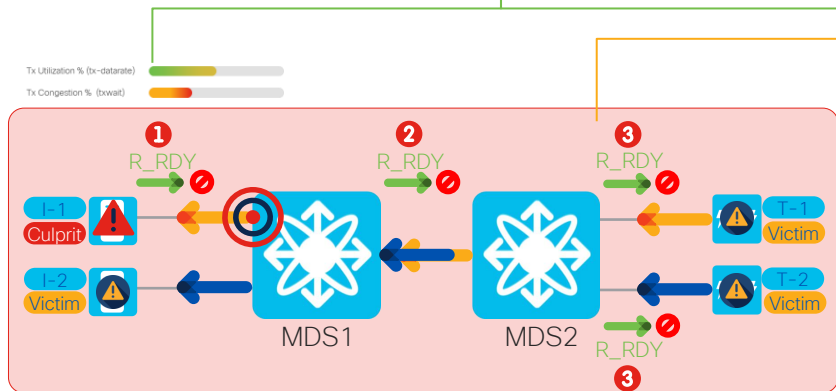 Tx Utilization % (tx-datarate)
Tx Congestion % (txwait)
1
2
3
R_RDY
R_RDY
R_RDY
I-1
Culprit
T-1
Victim
I-2
Victim
T-2
Victim
MDS1
MDS2
R_RDY
3